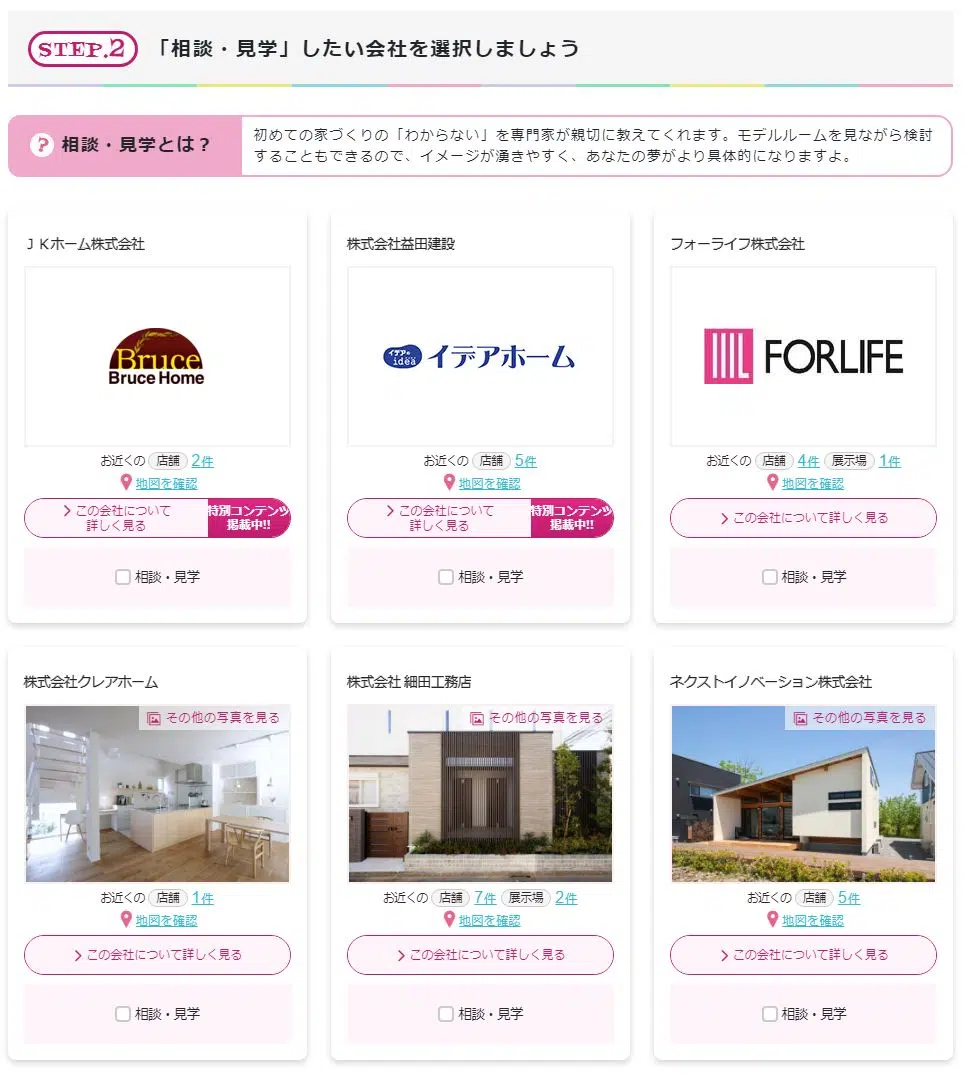 STEP.2 「相談・見学」したい会社を選択しましょう
? 相談・見学とは？
初めての家づくりの「わからない」を専門家が親切に教えてくれます。モデルルームを見ながら検討
することもできるので、イメージが湧きやすく、あなたの夢がより具体的になりますよ。
ＪＫホーム株式会社
Bruce
Bruce Home
お近くの 店舗 2件
地図を確認
この会社について
詳しく見る
特別コンテンツ
掲載中!!
相談・見学
株式会社益田建設
イデアの
idea
イデアホーム
お近くの 店舗 5件
地図を確認
この会社について
詳しく見る
特別コンテンツ
掲載中!!
相談・見学
フォーライフ株式会社
FORLIFE
お近くの 店舗 4件 展示場 1件
地図を確認
この会社について詳しく見る
相談・見学
株式会社クレアホーム
その他の写真を見る
お近くの 店舗 1件
地図を確認
この会社について詳しく見る
相談・見学
株式会社 細田工務店
その他の写真を見る
お近くの 店舗 7件 展示場 2件
地図を確認
この会社について詳しく見る
相談・見学
ネクストイノベーション株式会社
その他の写真を見る
お近くの 店舗 5件
地図を確認
この会社について詳しく見る
相談・見学